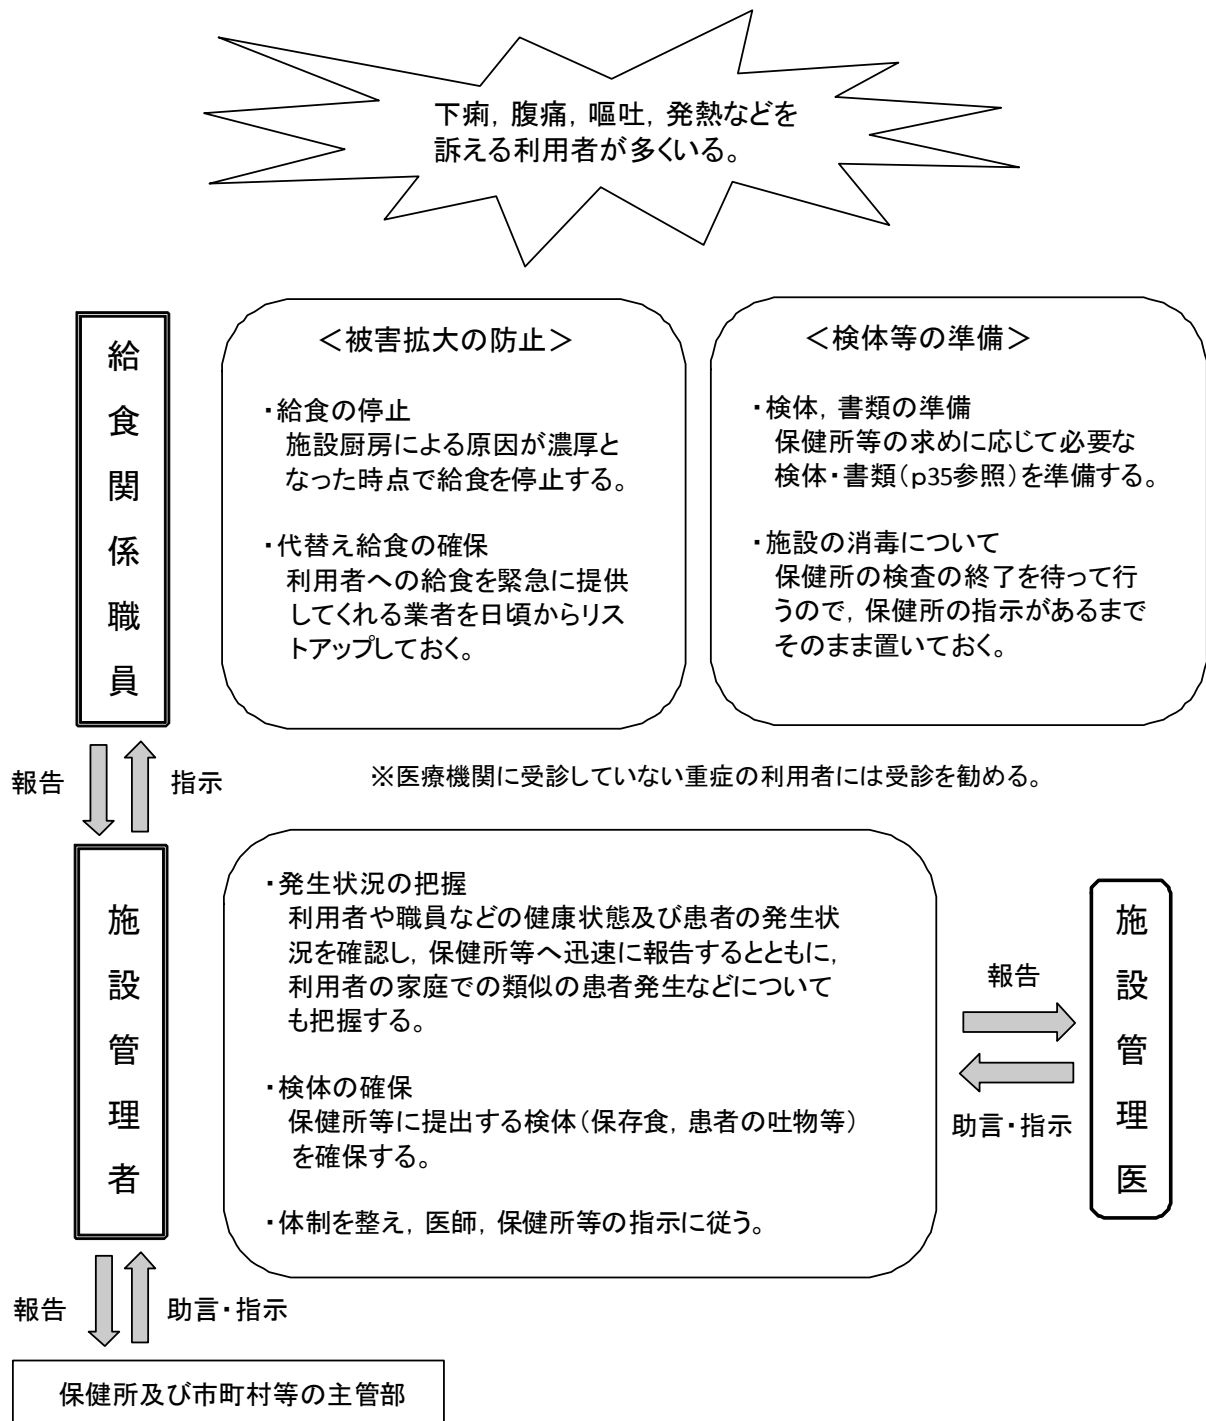 下痢，腹痛，嘔吐，発熱などを
訴える利用者が多くいる。
給食関係職員
＜被害拡大の防止＞
・給食の停止
施設厨房による原因が濃厚と
なった時点で給食を停止する。
・代替え給食の確保
利用者への給食を緊急に提供
してくれる業者を日頃からリス
トアップしておく。
＜検体等の準備＞
・検体，書類の準備
保健所等の求めに応じて必要な
検体・書類（p35参照）を準備する。
・施設の消毒について
保健所の検査の終了を待って行
うので，保健所の指示があるまで
そのまま置いておく。
報告
指示
※医療機関に受診していない重症の利用者には受診を勧める。
施設管理者
・発生状況の把握
利用者や職員などの健康状態及び患者の発生状
況を確認し，保健所等へ迅速に報告するとともに，
利用者の家庭での類似の患者発生などについて
も把握する。
・検体の確保
保健所等に提出する検体（保存食，患者の吐物等）
を確保する。
・体制を整え，医師，保健所等の指示に従う。
報告
助言・指示
施設管理医
報告
助言・指示
保健所及び市町村等の主管部